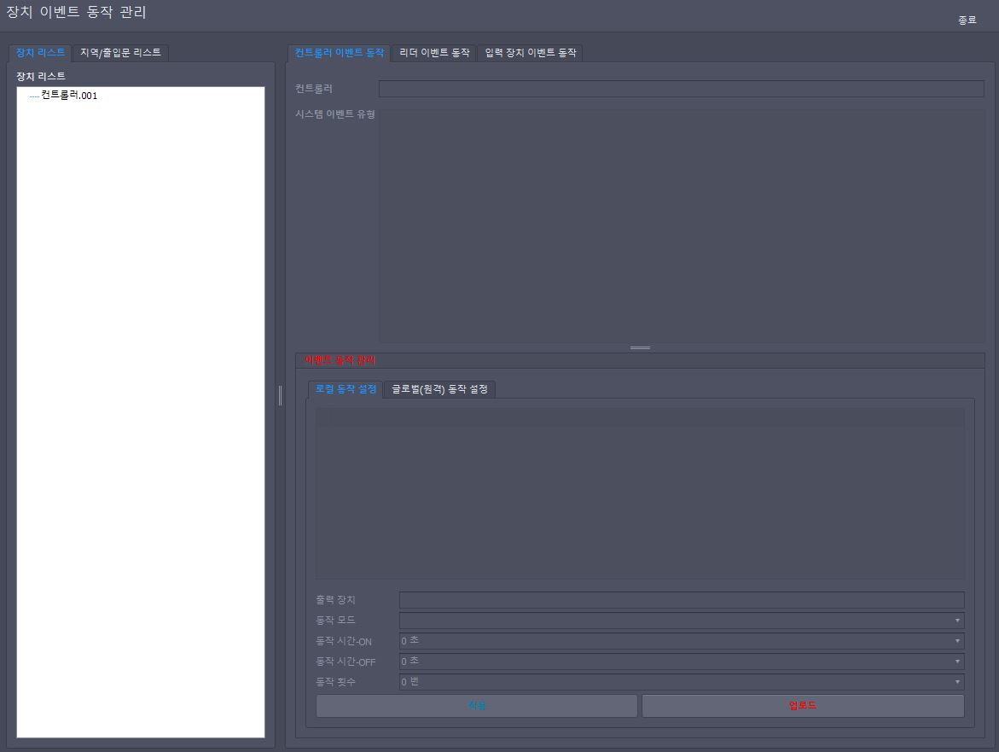 장치 이벤트 동작 관리
종료
장치 리스트
지역/출입문 리스트
장치 리스트
컨트롤러.001
컨트롤러 이벤트 동작
리더 이벤트 동작
입력 장치 이벤트 동작
컨트롤러
시스템 이벤트 유형
이벤트 동작 관리
로컬 동작 설정
글로벌(원격) 동작 설정
출력 장치
동작 모드
동작 시간-ON
0 초
동작 시간-OFF
0 초
동작 횟수
0 번
적용
업로드